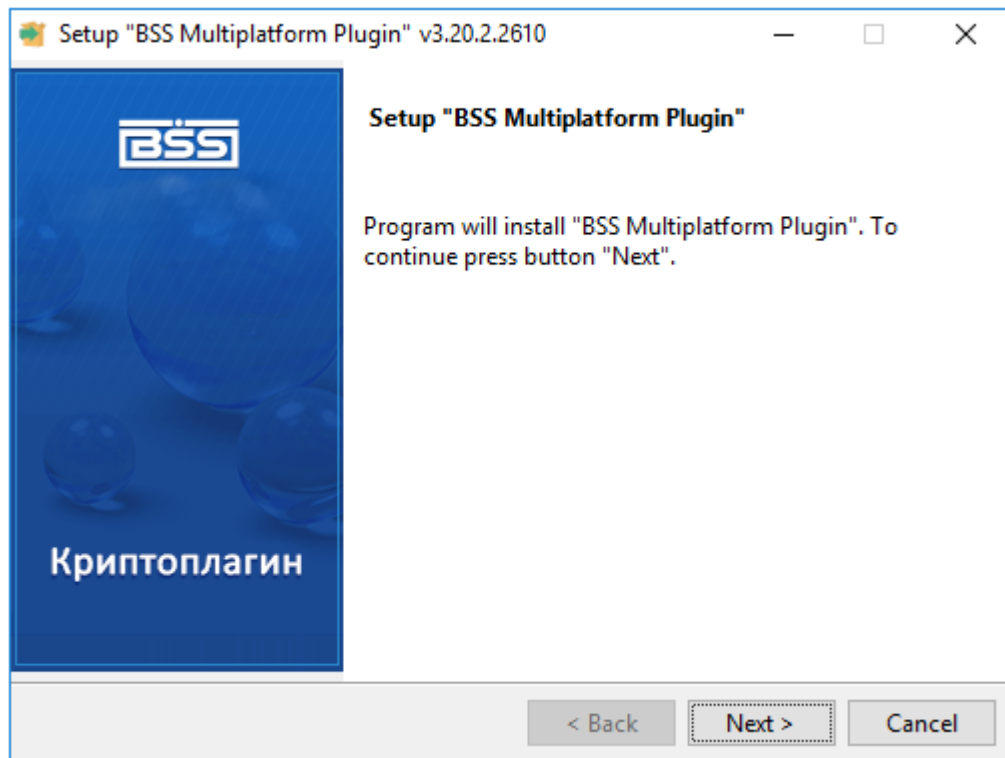 Setup "BSS Multiplatform Plugin" v3.20.2.2610
BSS
Криптоплагин
Setup "BSS Multiplatform Plugin"
Program will install "BSS Multiplatform Plugin". To
continue press button "Next".
< Back
Next >
Cancel